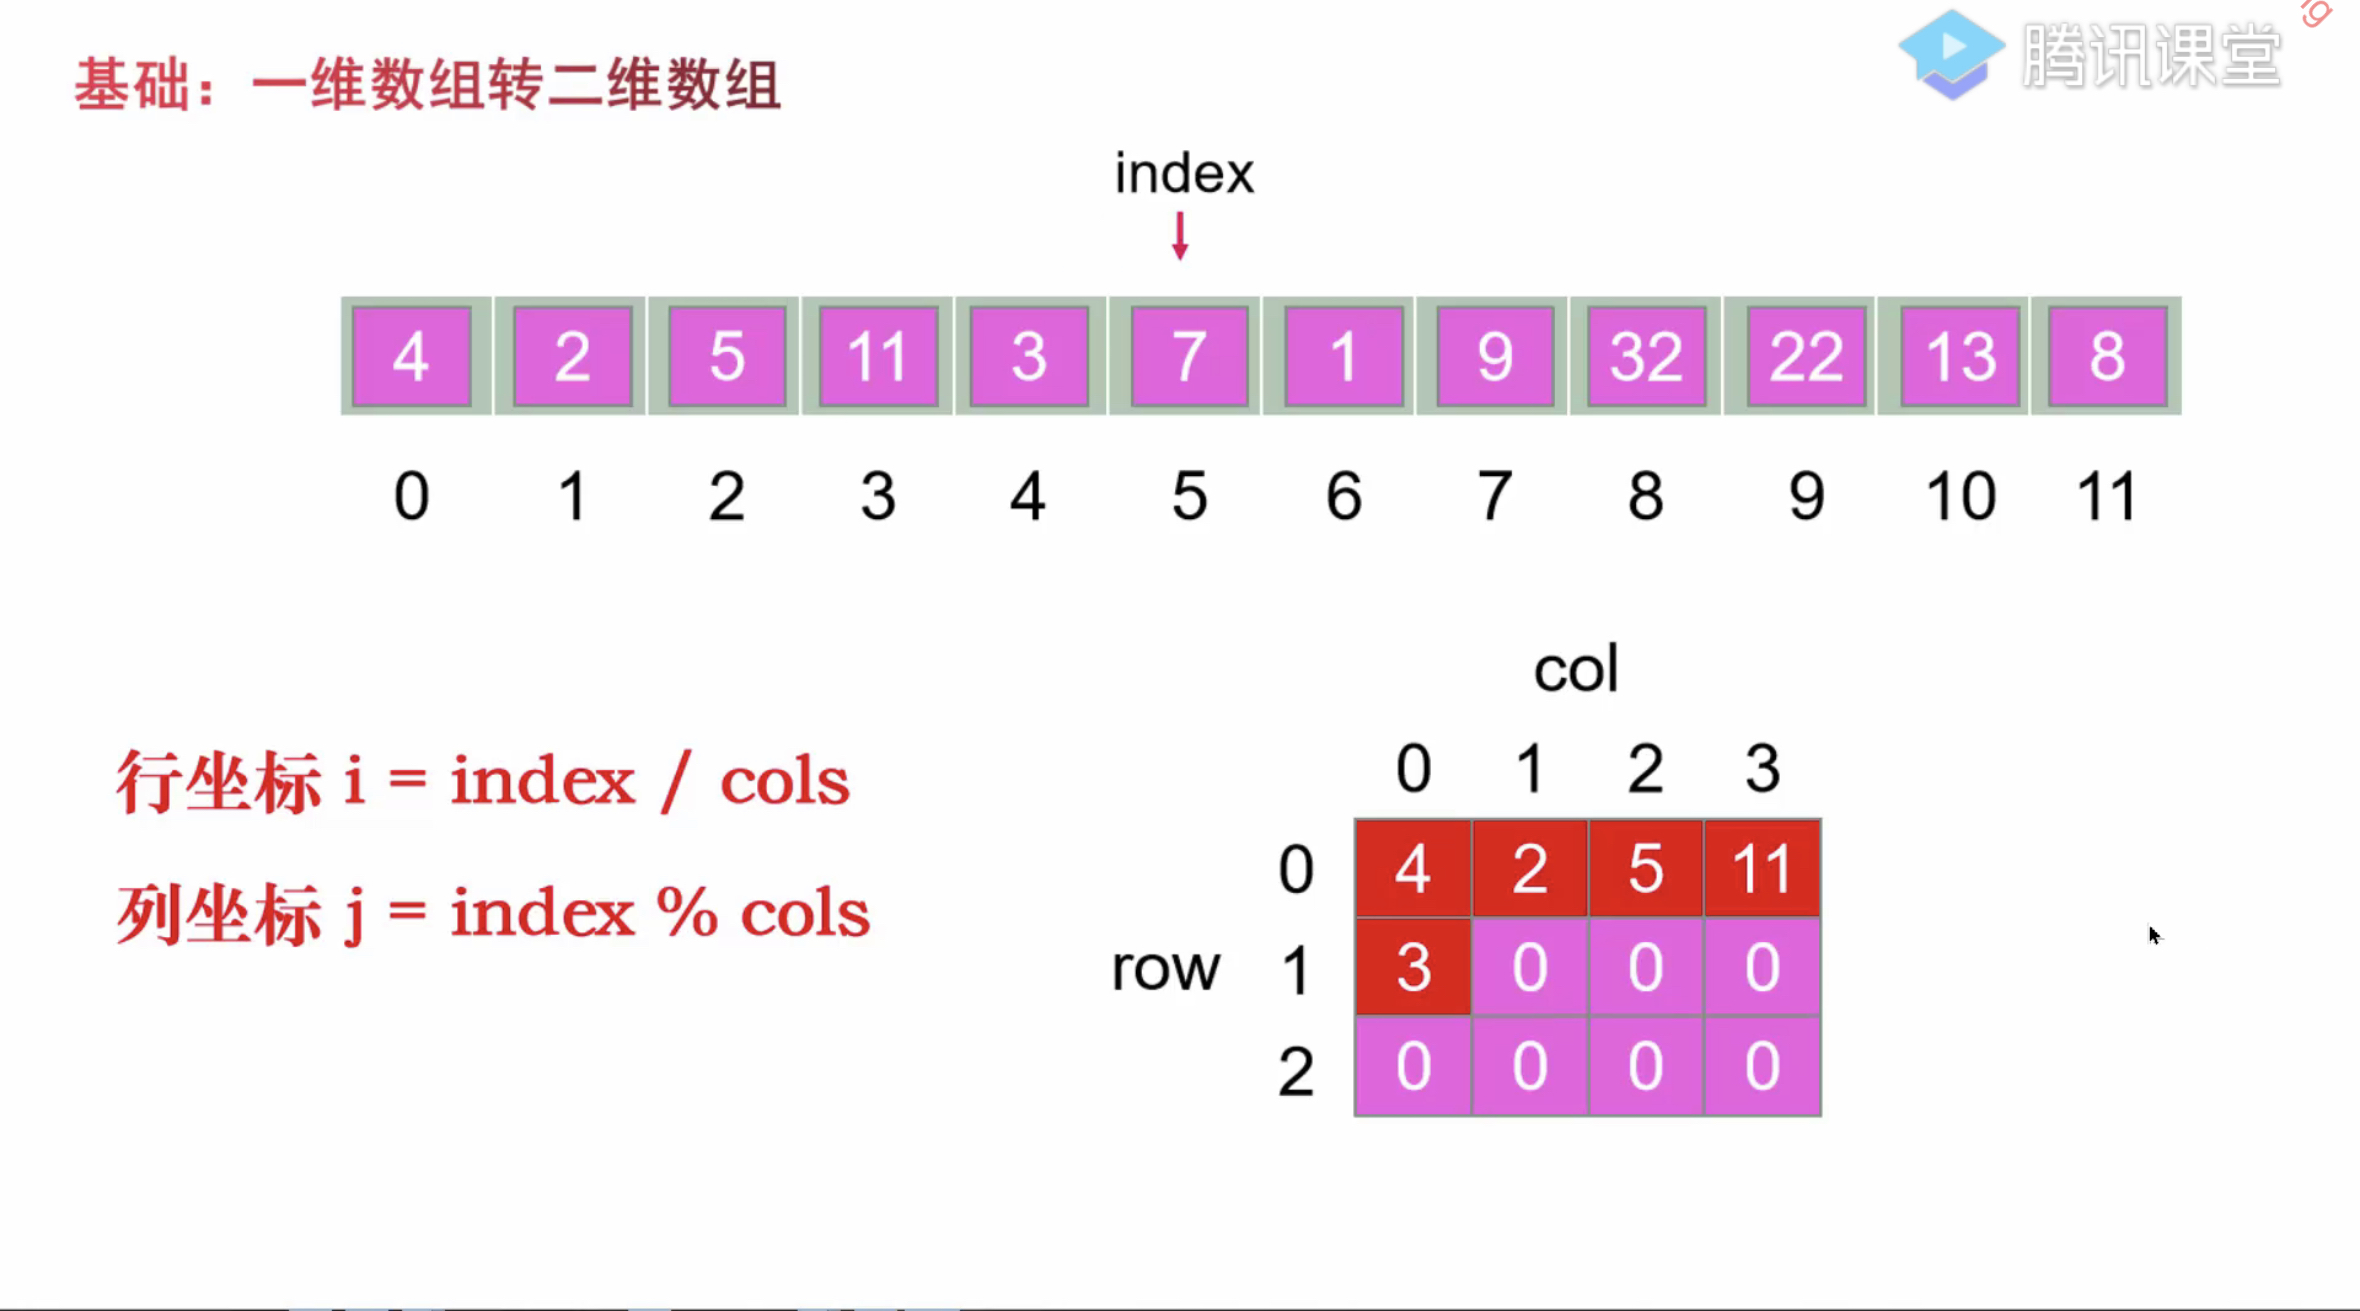 基础：一维数组转二维数组
腾讯课堂
index
4 2 5 11 3 7 1 9 32 22 13 8
0 1 2 3 4 5 6 7 8 9 10 11
行坐标 i = index / cols
列坐标 j = index % cols
col
0 1 2 3
0 4 2 5 11
row 1 3 0 0 0
2 0 0 0 0